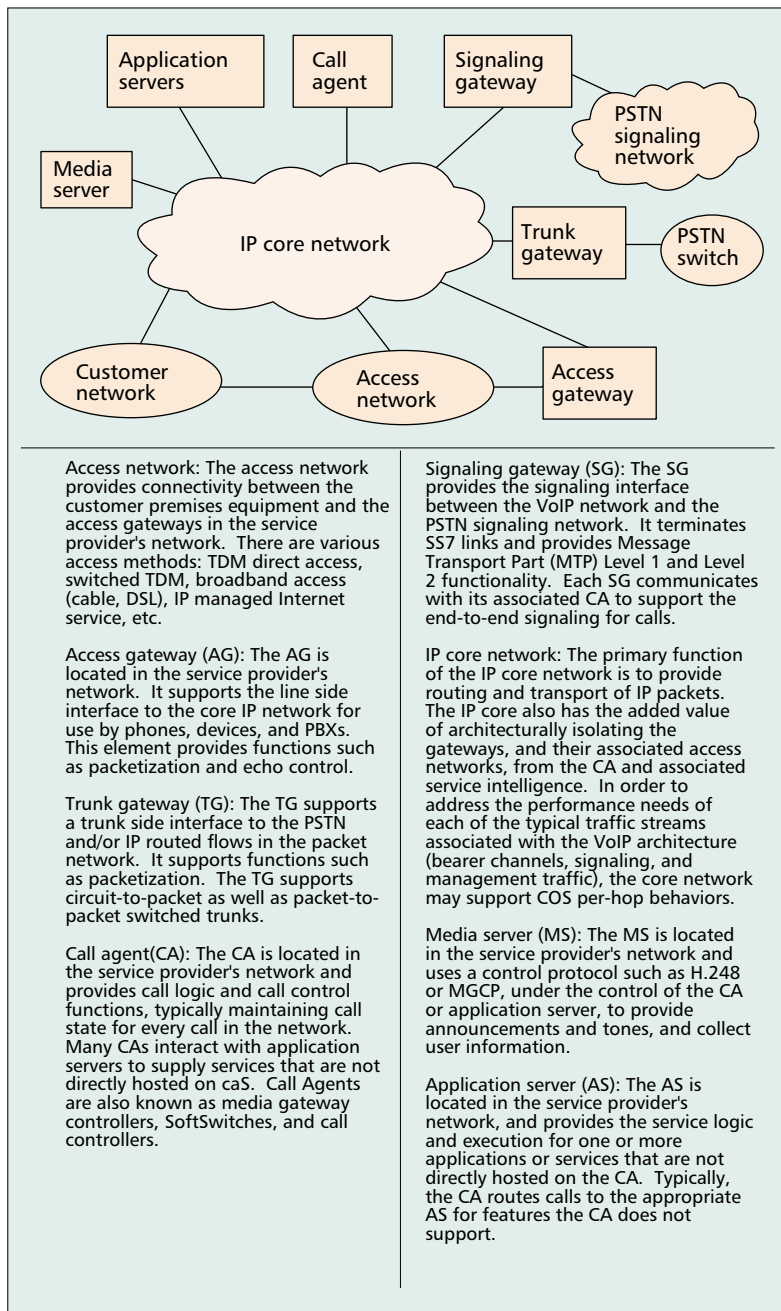 Application
servers
Call
agent
Signaling
gateway
PSTN
signaling
network
Media
server
IP core network
Trunk
gateway
PSTN
switch
Customer
network
Access
network
Access
gateway
Access network: The access network
provides connectivity between the
customer premises equipment and the
access gateways in the service
provider's network.  There are various
access methods: TDM direct access,
switched TDM, broadband access
(cable, DSL), IP managed Internet
service, etc.
Access gateway (AG): The AG is
located in the service provider's
network.  It supports the line side
interface to the core IP network for
use by phones, devices, and PBXs.
This element provides functions such
as packetization and echo control.
Trunk gateway (TG): The TG supports
a trunk side interface to the PSTN
and/or IP routed flows in the packet
network.  It supports functions such
as packetization.  The TG supports
circuit-to-packet as well as packet-to-
packet switched trunks.
Call agent(CA): The CA is located in
the service provider's network and
provides call logic and call control
functions, typically maintaining call
state for every call in the network.
Many CAs interact with application
servers to supply services that are not
directly hosted on caS.  Call Agents
are also known as media gateway
controllers, SoftSwitches, and call
controllers.
Signaling gateway (SG): The SG
provides the signaling interface
between the VoIP network and the
PSTN signaling network.  It terminates
SS7 links and provides Message
Transport Part (MTP) Level 1 and Level
2 functionality.  Each SG communicates
with its associated CA to support the
end-to-end signaling for calls.
IP core network: The primary function
of the IP core network is to provide
routing and transport of IP packets.
The IP core also has the added value
of architecturally isolating the
gateways, and their associated access
networks, from the CA and associated
service intelligence.  In order to
address the performance needs of
each of the typical traffic streams
associated with the VoIP architecture
(bearer channels, signaling, and
management traffic), the core network
may support COS per-hop behaviors.
Media server (MS): The MS is located
in the service provider's network and
uses a control protocol such as H.248
or MGCP, under the control of the CA
or application server, to provide
announcements and tones, and collect
user information.
Application server (AS): The AS is
located in the service provider's
network, and provides the service logic
and execution for one or more
applications or services that are not
directly hosted on the CA.  Typically,
the CA routes calls to the appropriate
AS for features the CA does not
support.